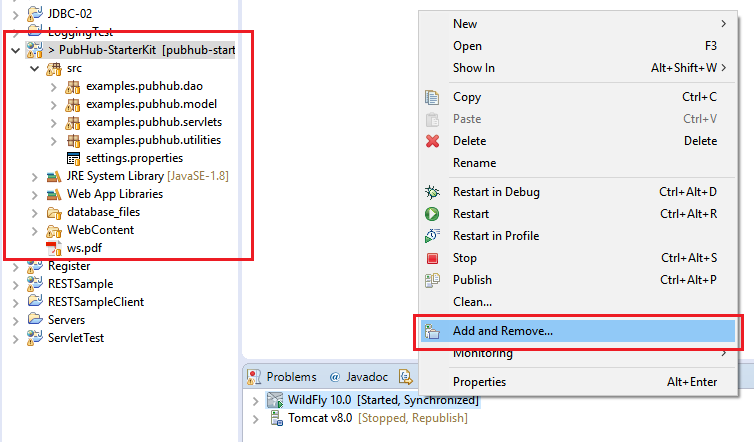 JDBC-02
LoggingTest
> PubHub-StarterKit [pubhub-start
src
examples.pubhub.dao
examples.pubhub.model
examples.pubhub.servlets
examples.pubhub.utilities
settings.properties
JRE System Library [JavaSE-1.8]
Web App Libraries
database_files
WebContent
ws.pdf
Register
RESTSample
RESTSampleClient
Servers
ServletTest
New
Open F3
Show In Alt+Shift+W
Copy Ctrl+C
Paste Ctrl+V
Delete Delete
Rename
Restart in Debug Ctrl+Alt+D
Restart Ctrl+Alt+R
Restart in Profile
Stop Ctrl+Alt+S
Publish Ctrl+Alt+P
Clean...
Add and Remove...
Monitoring
Properties Alt+Enter
Problems @ Javadoc
WildFly 10.0 [Started, Synchronized]
Tomcat v8.0 [Stopped, Republish]